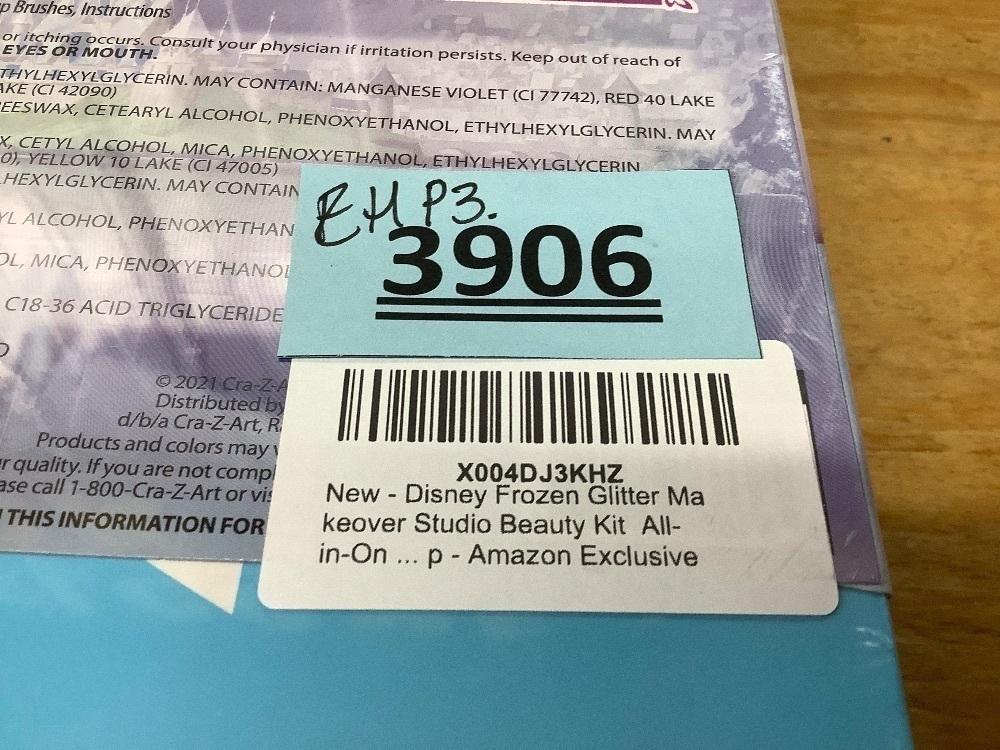 p Brushes, Instructions
or itching occurs. Consult your physician if irritation persists. Keep out of reach of
EYES OR MOUTH.
THYLHEXYLGLYCERIN. MAY CONTAIN: MANGANESE VIOLET (CI 77742), RED 40 LAKE
AKE (CI 42090)
EESWAX, CETEARYL ALCOHOL, PHENOXYETHANOL, ETHYLHEXYLGLYCERIN. MAY
X, CETYL ALCOHOL, MICA, PHENOXYETHANOL, ETHYLHEXYLGLYCERIN
0), YELLOW 10 LAKE (CI 47005)
LHEXYLGLYCERIN. MAY CONTAIN
YL ALCOHOL, PHENOXYETHAN
OL, MICA, PHENOXYETHANOL
C18-36 ACID TRIGLYCERIDE
P3.
3906
© 2021 Cra-Z-A
Distributed by
d/b/a Cra-Z-Art, R
Products and colors may v
r quality. If you are not comp
ase call 1-800-Cra-Z-Art or vis
THIS INFORMATION FOR
X004DJ3KHZ
New - Disney Frozen Glitter Ma
keover Studio Beauty Kit All-
in-On ... p - Amazon Exclusive